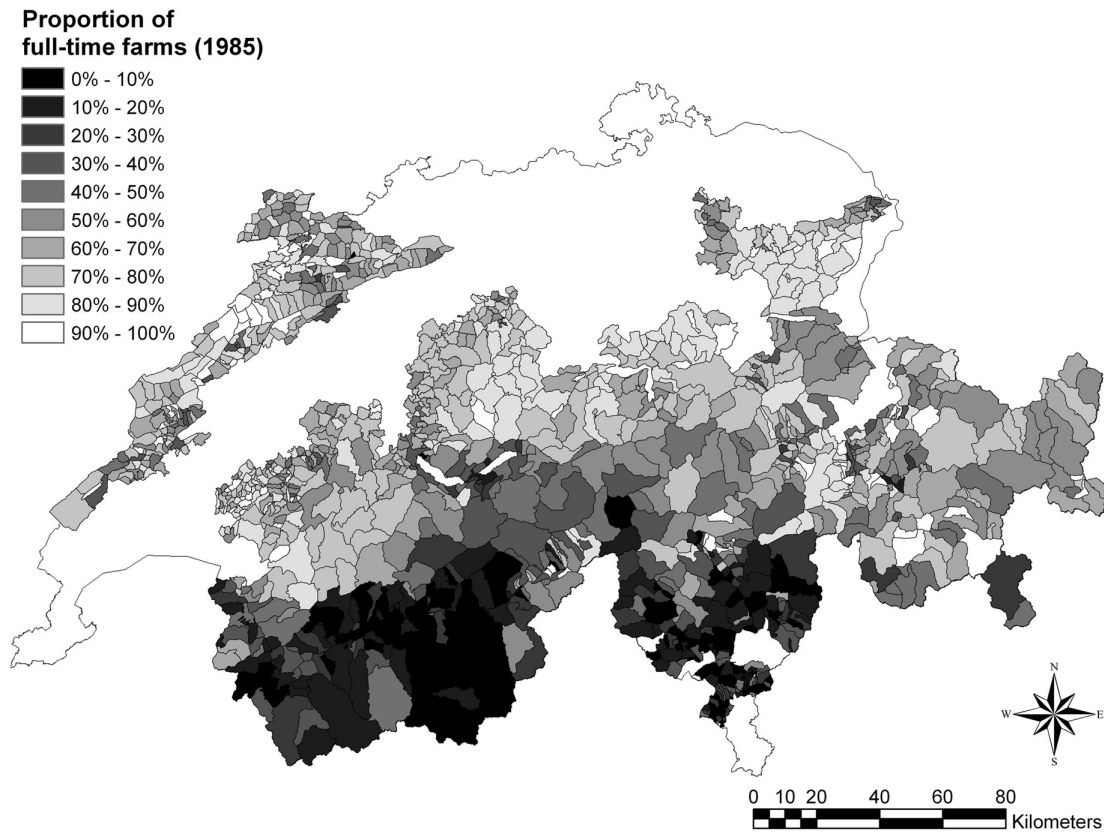 Proportion of
full-time farms (1985)
0% - 10%
10% - 20%
20% - 30%
30% - 40%
40% - 50%
50% - 60%
60% - 70%
70% - 80%
80% - 90%
90% - 100%
N
W E
S
0 10 20 40 60 80
Kilometers